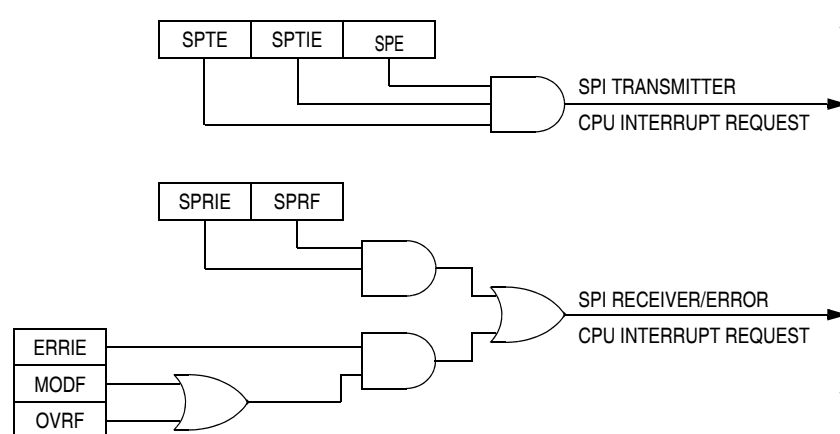 SPTE SPTIE SPE
SPI TRANSMITTER
CPU INTERRUPT REQUEST
SPRIE SPRF
SPI RECEIVER/ERROR
CPU INTERRUPT REQUEST
ERRIE
MODF
OVRF